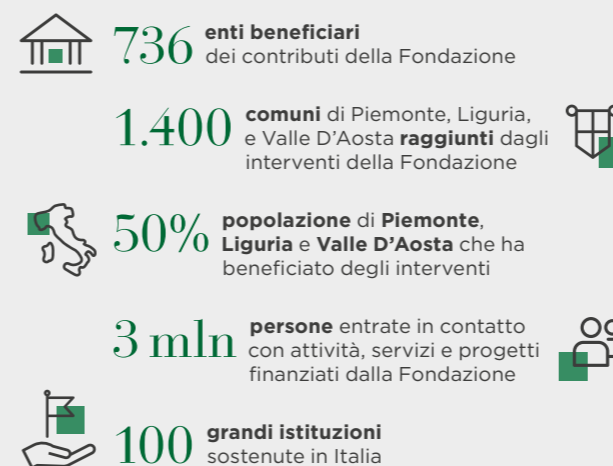 736 enti beneficiari
dei contributi della Fondazione
1.400 comuni di Piemonte, Liguria,
e Valle D'Aosta raggiunti dagli
interventi della Fondazione
50% popolazione di Piemonte,
Liguria e Valle D'Aosta che ha
beneficiato degli interventi
3 mln persone entrate in contatto
con attività, servizi e progetti
finanziati dalla Fondazione
100 grandi istituzioni
sostenute in Italia